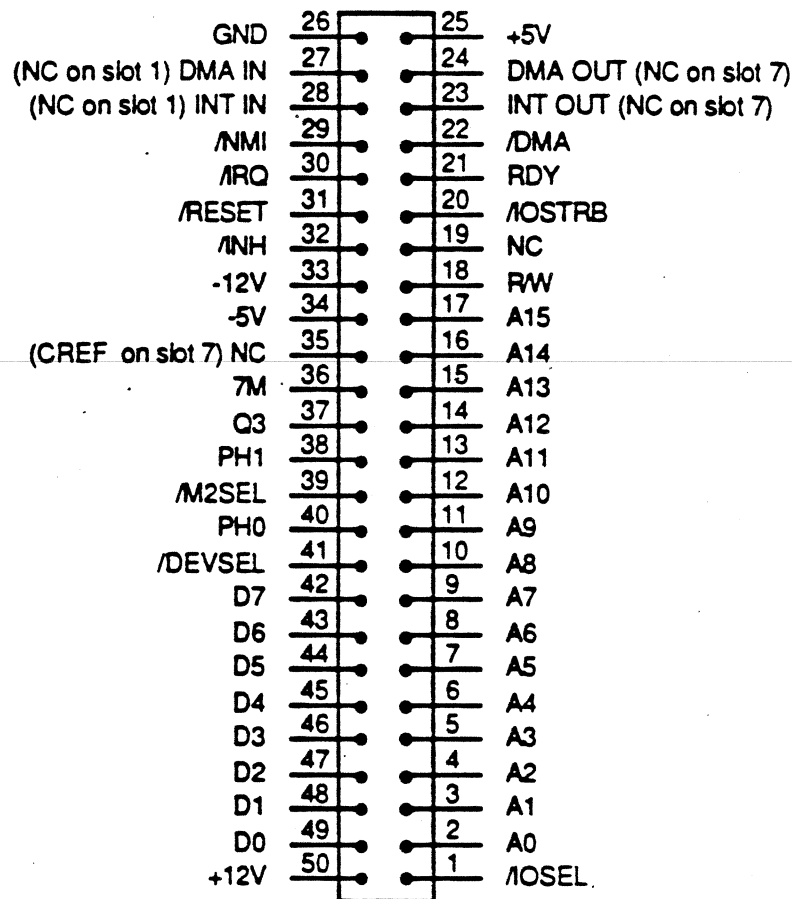 GND 26 25 +5V
(NC on slot 1) DMA IN 27 24 DMA OUT (NC on slot 7)
(NC on slot 1) INT IN 28 23 INT OUT (NC on slot 7)
/NMI 29 22 /DMA
/IRQ 30 21 RDY
/RESET 31 20 /IOSTRB
/INH 32 19 NC
-12V 33 18 R/W
-5V 34 17 A15
(CREF on slot 7) NC 35 16 A14
7M 36 15 A13
Q3 37 14 A12
PH1 38 13 A11
/M2SEL 39 12 A10
PH0 40 11 A9
/DEVSEL 41 10 A8
D7 42 9 A7
D6 43 8 A6
D5 44 7 A5
D4 45 6 A4
D3 46 5 A3
D2 47 4 A2
D1 48 3 A1
D0 49 2 A0
+12V 50 1 /IOSEL